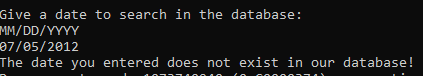 Give a date to search in the database:
MM/DD/YYYY
07/05/2012
The date you entered does not exist in our database!